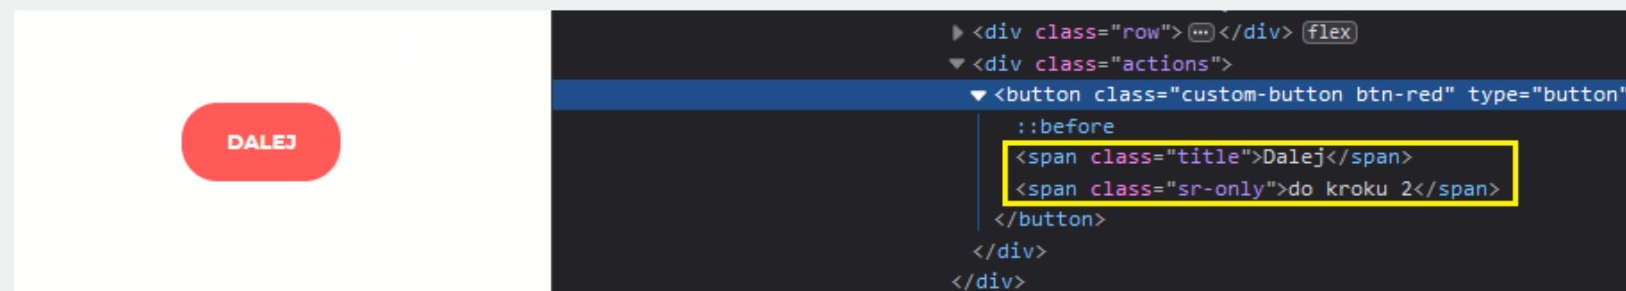 DALEJ
<div class="row"></div> flex
<div class="actions">
<button class="custom-button btn-red" type="button"
::before
<span class="title">Dalej</span>
<span class="sr-only">do kroku 2</span>
</button>
</div>
</div>